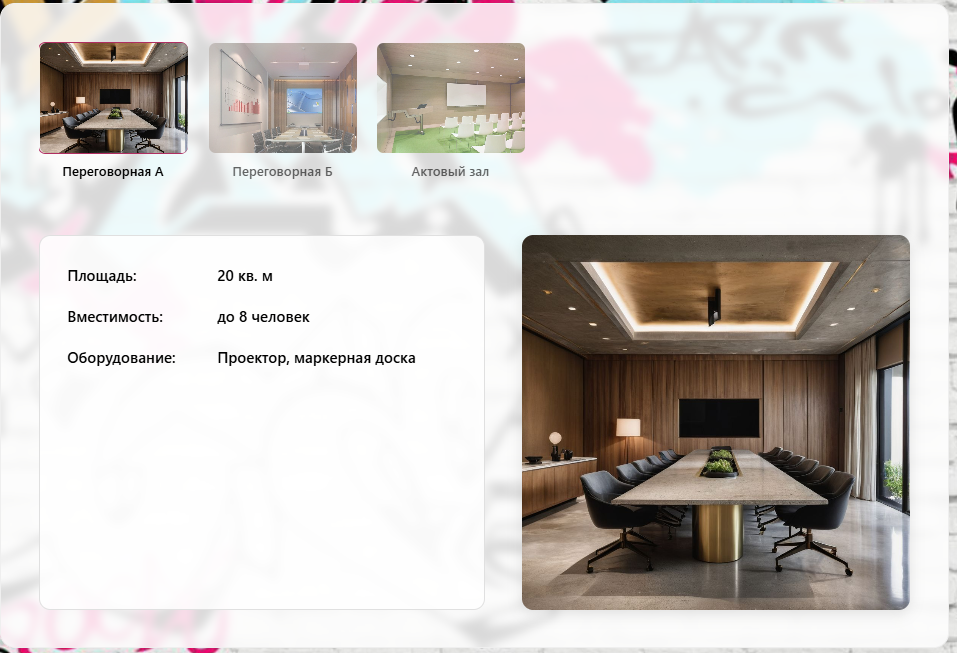 Переговорная А
Переговорная Б
Актовый зал
Площадь: 20 кв. м
Вместимость: до 8 человек
Оборудование: Проектор, маркерная доска